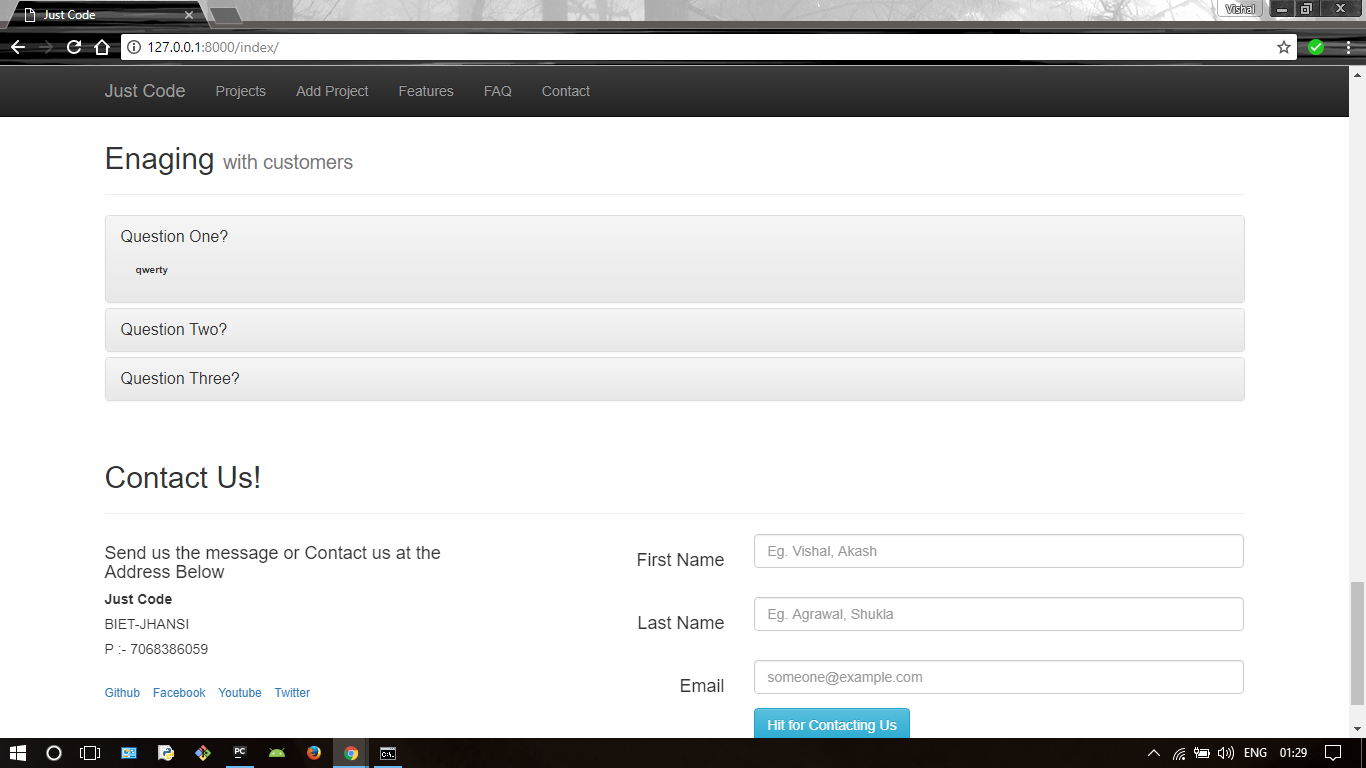 Just Code
Vishal
127.0.0.1:8000/index/
Just Code Projects Add Project Features FAQ Contact
Enaging with customers
Question One?
qwerty
Question Two?
Question Three?
Contact Us!
Send us the message or Contact us at the
Address Below
Just Code
BIET-JHANSI
P :- 7068386059
Github Facebook Youtube Twitter
First Name Eg. Vishal, Akash
Last Name Eg. Agrawal, Shukla
Email someone@example.com
Hit for Contacting Us
PC
C:\.
ENG 01:29